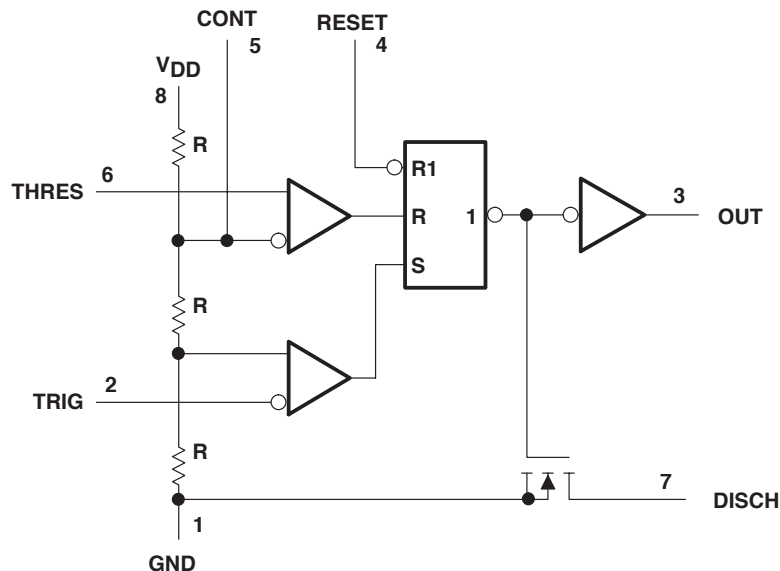 CONT
5
RESET
4
VDD
8
R
6
THRES
R1
R
1
3
OUT
S
R
2
TRIG
R
7
DISCH
1
GND